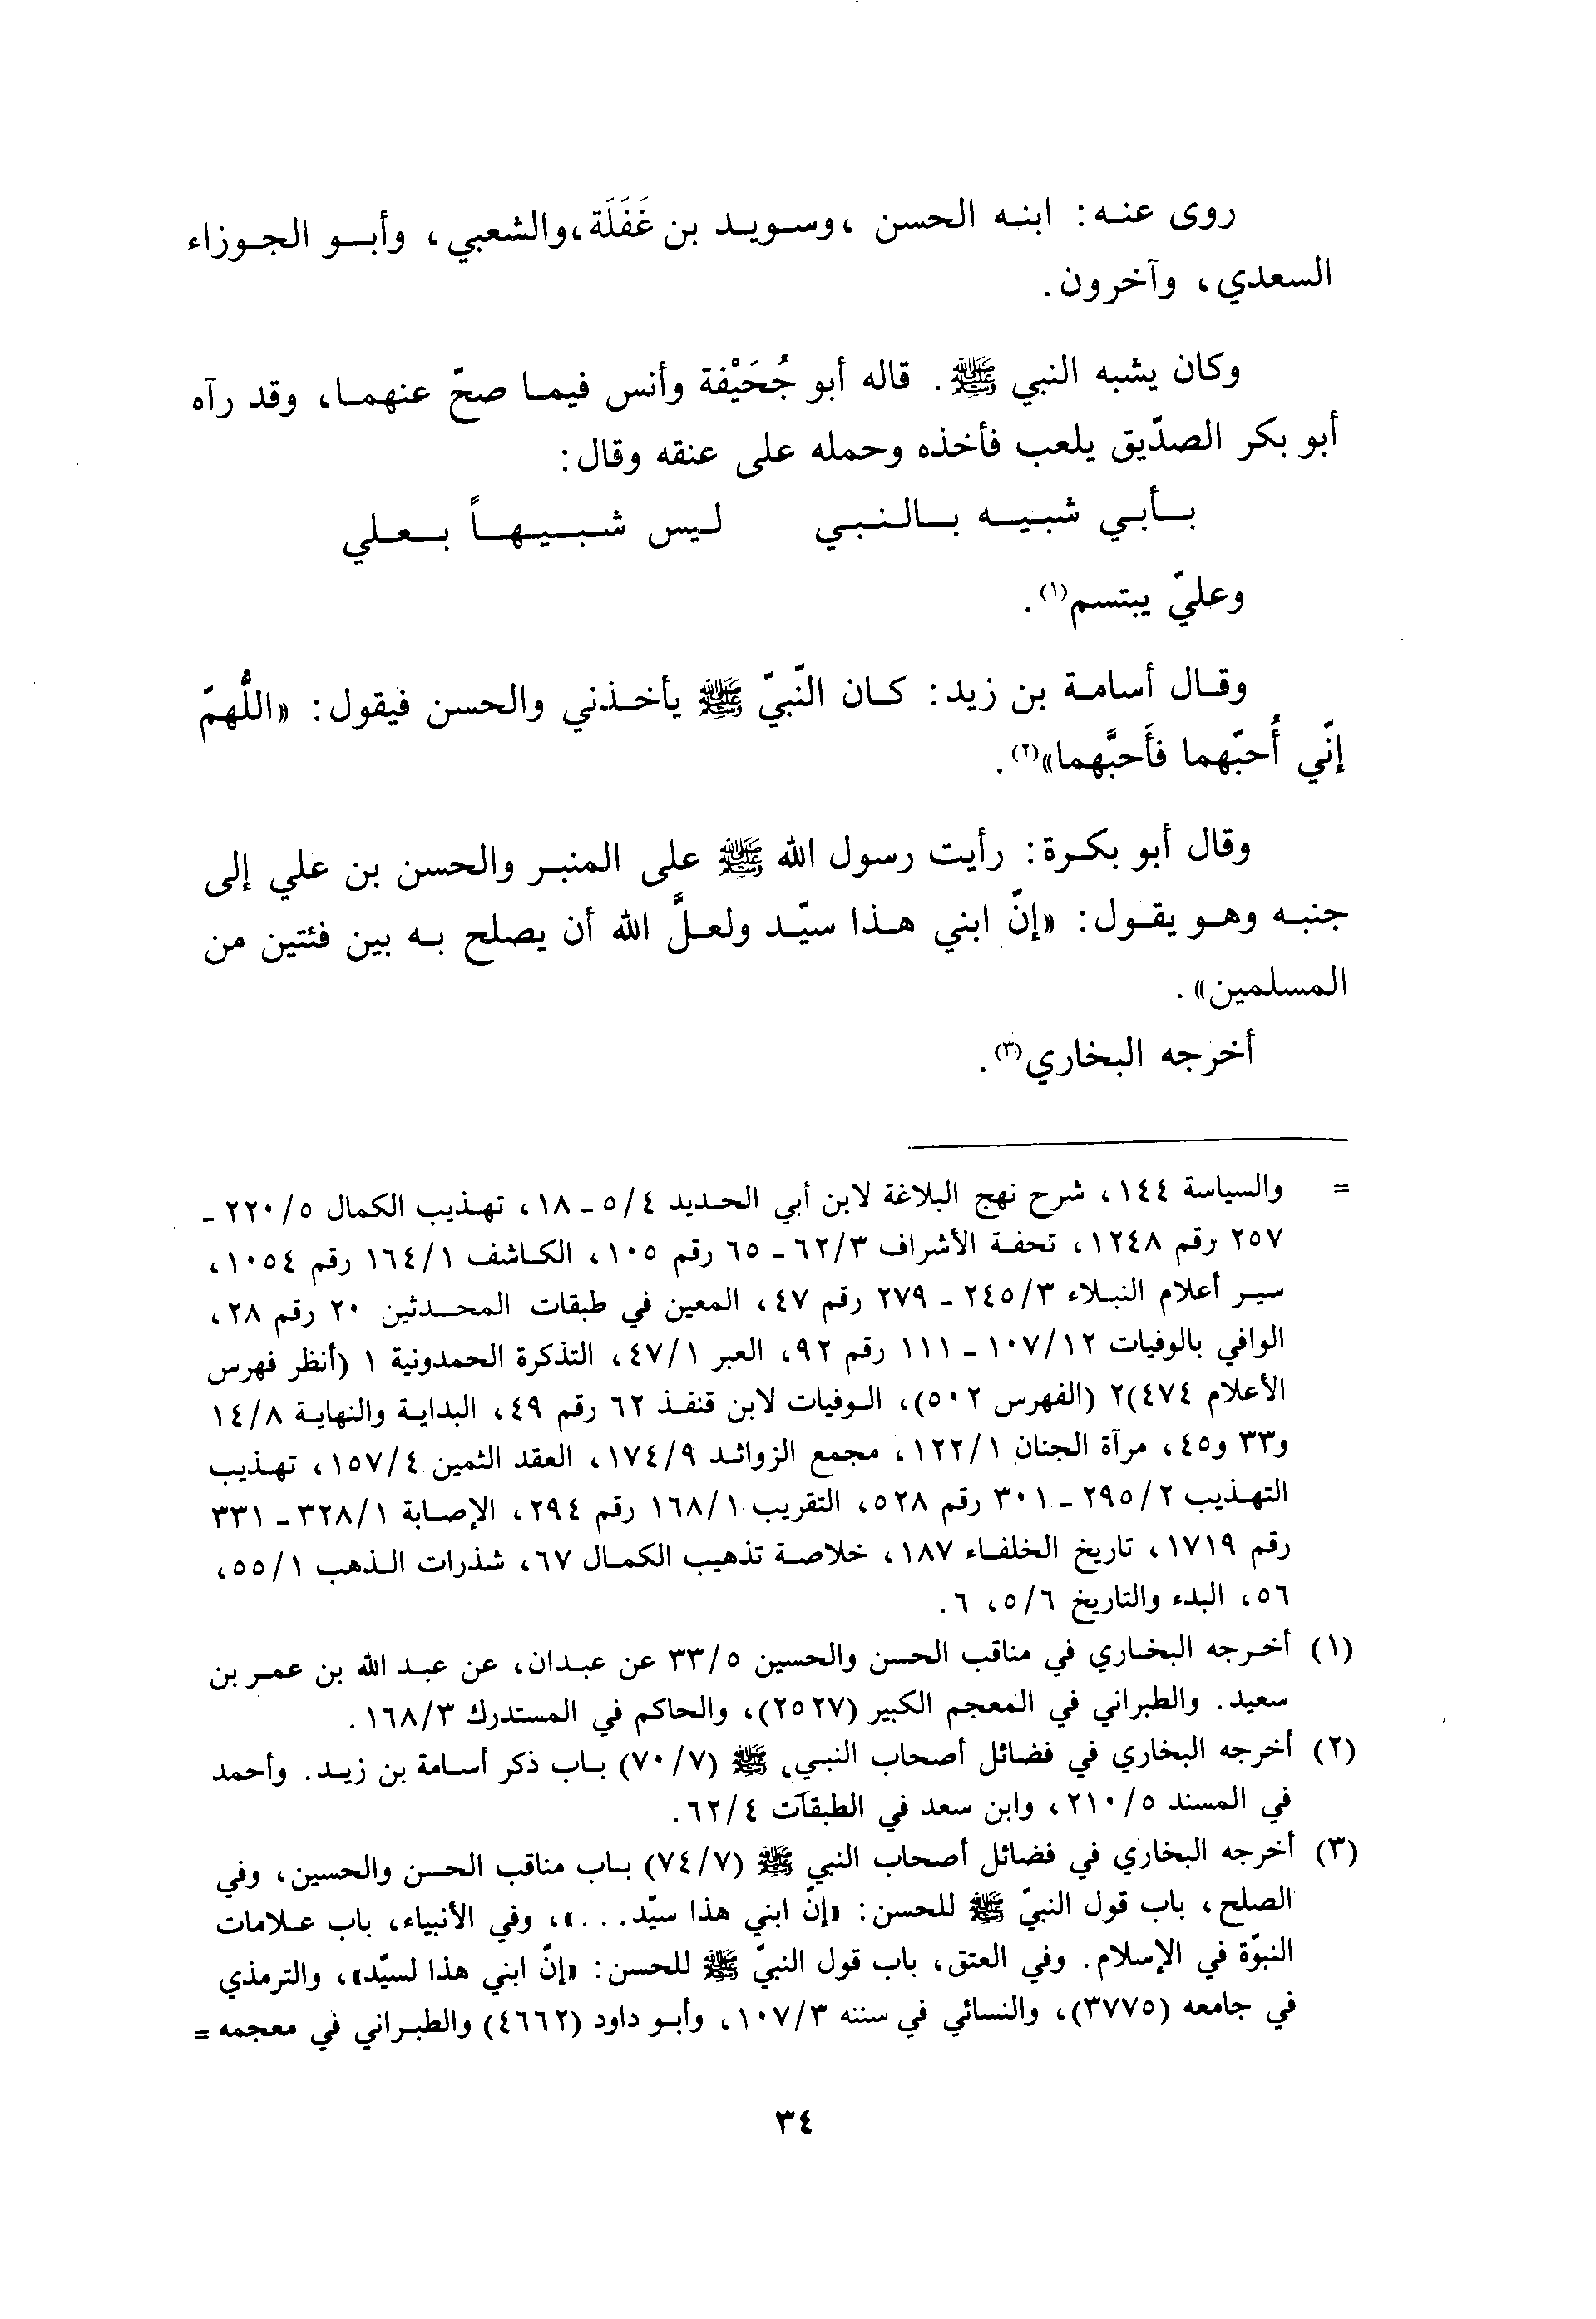 روى عنه: ابنه الحسن، وسويد بن غَفَلَة، والشعبي، وأبو الجوزاء
السعدي، وآخرون.
وكان يشبه النبي ﷺ. قاله أبو جُحَيْفة وأنس فيما صحّ عنهما، وقد رآه
أبو بكر الصدّيق يلعب فأخذه وحمله على عنقه وقال:
بأبي شبيه بالنبي ليس شبيهاً بعلي
وعليّ يبتسم(١).
وقال أسامة بن زيد: كان النّبيّ ﷺ يأخذني والحسن فيقول: «اللّهمّ
إنّي أُحبّهما فأَحبَّهما»(٢).
وقال أبو بكرة: رأيت رسول الله ﷺ على المنبر والحسن بن علي إلى
جنبه وهو يقول: «إنّ ابني هذا سيّد ولعلَّ الله أن يصلح به بين فئتين من
المسلمين».
أخرجه البخاري(٣).
= والسياسة ١٤٤، شرح نهج البلاغة لابن أبي الحديد ٥/٤ ـ ١٨، تهذيب الكمال ٢٢٠/٥ ـ
٢٥٧ رقم ١٢٤٨، تحفة الأشراف ٦٢/٣ ـ ٦٥ رقم ١٠٥، الكاشف ١٦٤/١ رقم ١٠٥٤،
سير أعلام النبلاء ٢٤٥/٣ ـ ٢٧٩ رقم ٤٧، المعين في طبقات المحدثين ٢٠ رقم ٢٨،
الوافي بالوفيات ١٠٧/١٢ ـ ١١١ رقم ٩٢، العبر ٤٧/١، التذكرة الحمدونية ١ (أنظر فهرس
الأعلام ٤٧٤)٢ (الفهرس ٥٠٢)، الوفيات لابن قنفذ ٦٢ رقم ٤٩، البداية والنهاية ١٤/٨
و٣٣ و٤٥، مرآة الجنان ١٢٢/١، مجمع الزوائد ١٧٤/٩، العقد الثمين ١٥٧/٤، تهذيب
التهذيب ٢٩٥/٢ ـ ٣٠١ رقم ٥٢٨، التقريب ١٦٨/١ رقم ٢٩٤، الإصابة ٣٢٨/١ ـ ٣٣١
رقم ١٧١٩، تاريخ الخلفاء ١٨٧، خلاصة تذهيب الكمال ٦٧، شذرات الذهب ٥٥/١،
٥٦، البدء والتاريخ ٥/٦، ٦.
(١) أخرجه البخاري في مناقب الحسن والحسين ٣٣/٥ عن عبدان، عن عبد الله بن عمر بن
سعيد. والطبراني في المعجم الكبير (٢٥٢٧)، والحاكم في المستدرك ١٦٨/٣.
(٢) أخرجه البخاري في فضائل أصحاب النبي ﷺ (٧٠/٧) باب ذكر أسامة بن زيد. وأحمد
في المسند ٢١٠/٥، وابن سعد في الطبقات ٦٢/٤.
(٣) أخرجه البخاري في فضائل أصحاب النبي ﷺ (٧٤/٧) باب مناقب الحسن والحسين، وفي
الصلح، باب قول النبيّ ﷺ للحسن: «إنّ ابني هذا سيّد...»، وفي الأنبياء، باب علامات
النبوّة في الإسلام. وفي العتق، باب قول النبيّ ﷺ للحسن: «إنّ ابني هذا لسيّد»، والترمذي
في جامعه (٣٧٧٥)، والنسائي في سننه ١٠٧/٣، وأبو داود (٤٦٦٢) والطبراني في معجمه =
٣٤